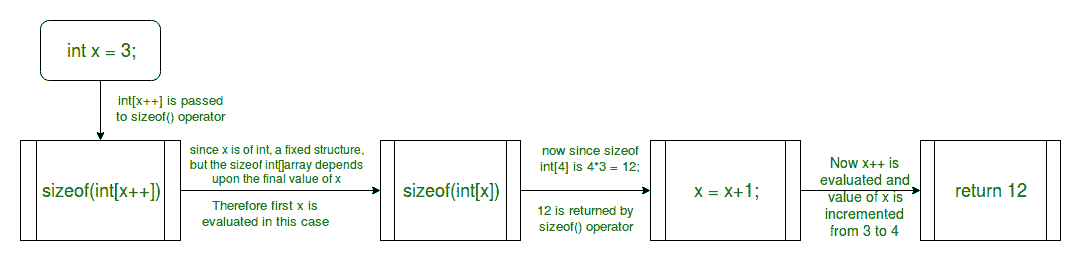 int x = 3;
int[x++] is passed
to sizeof() operator
sizeof(int[x++])
since x is of int, a fixed structure,
but the sizeof int[]array depends
upon the final value of x
Therefore first x is
evaluated in this case
sizeof(int[x])
now since sizeof
int[4] is 4*3 = 12;
12 is returned by
sizeof() operator
x = x+1;
Now x++ is
evaluated and
value of x is
incremented
from 3 to 4
return 12